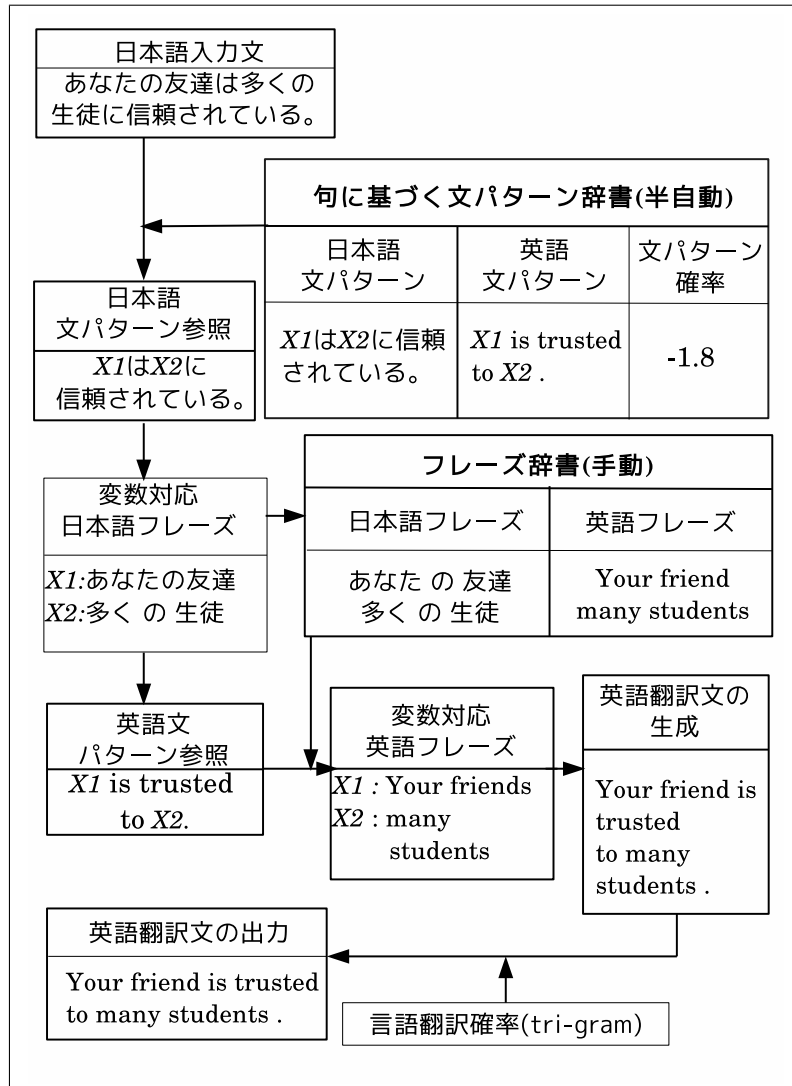 日本語入力文
あなたの友達は多くの
生徒に信頼されている。
句に基づく文パターン辞書(半自動)
日本語
文パターン
英語
文パターン
文パターン
確率
X1はX2に信頼
されている。
X1 is trusted
to X2 .
-1.8
日本語
文パターン参照
X1はX2に
信頼されている。
フレーズ辞書(手動)
日本語フレーズ
英語フレーズ
あなた の 友達
多く の 生徒
Your friend
many students
変数対応
日本語フレーズ
X1:あなたの友達
X2:多く の 生徒
英語文
パターン参照
X1 is trusted
to X2.
変数対応
英語フレーズ
X1 : Your friends
X2 : many
students
英語翻訳文の
生成
Your friend is
trusted
to many
students .
英語翻訳文の出力
Your friend is trusted
to many students .
言語翻訳確率(tri-gram)